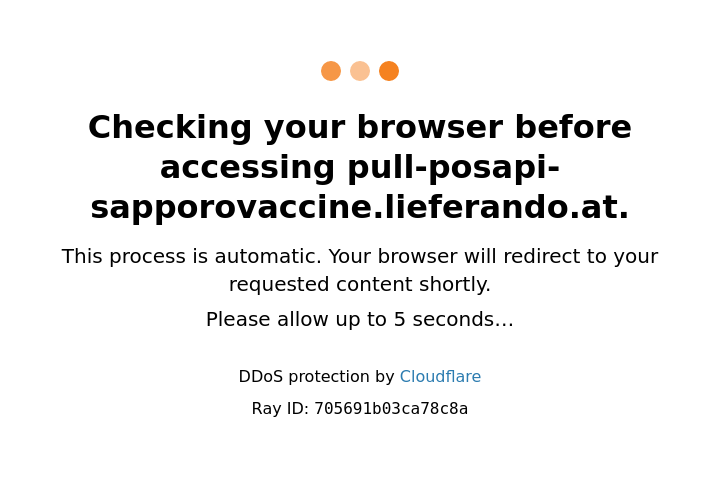 Checking your browser before
accessing pull-posapi-
sapporovaccine.lieferando.at.
This process is automatic. Your browser will redirect to your
requested content shortly.
Please allow up to 5 seconds…
DDoS protection by Cloudflare
Ray ID: 705691b03ca78c8a